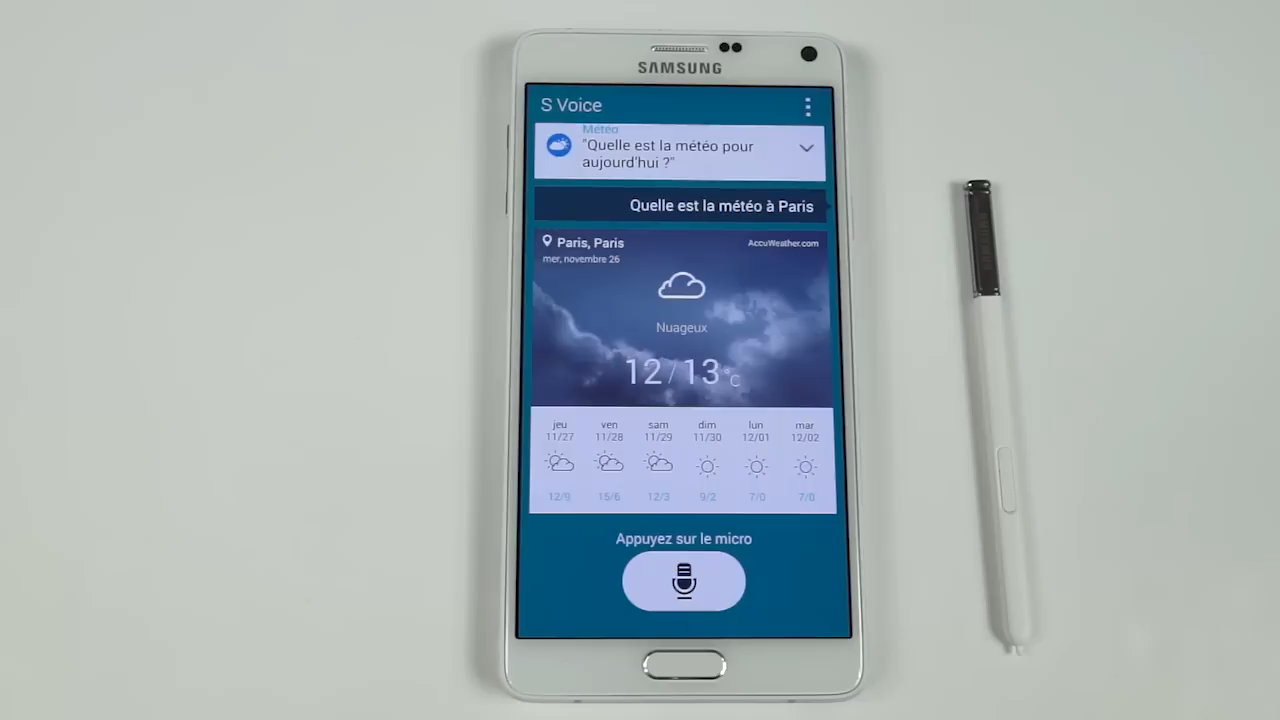 SAMSUNG
S Voice
Météo
"Quelle est la météo pour
aujourd'hui ?"
Quelle est la météo à Paris
Paris, Paris
AccuWeather.com
mer, novembre 26
Nuageux
12/13°C
jeu ven sam dim lun mar
11/27 11/28 11/29 11/30 12/01 12/02
12/9 15/6 12/3 9/2 7/0 7/0
Appuyez sur le micro
SAMSUNG